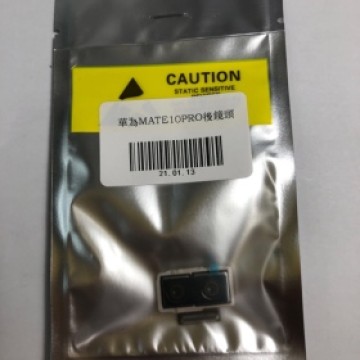 CAUTION
STATIC SENSITIVE
華為MATE10PRO後鏡頭
21.01.13